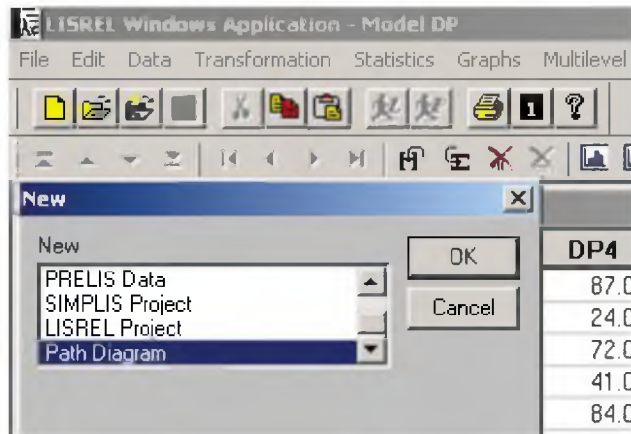 LISREL Windows Application - Model DP
File Edit Data Transformation Statistics Graphs Multilevel
New
New
OK
PRELIS Data
SIMPLIS Project
LISREL Project
Path Diagram
Cancel
DP4
87.0
24.0
72.0
41.0
84.0